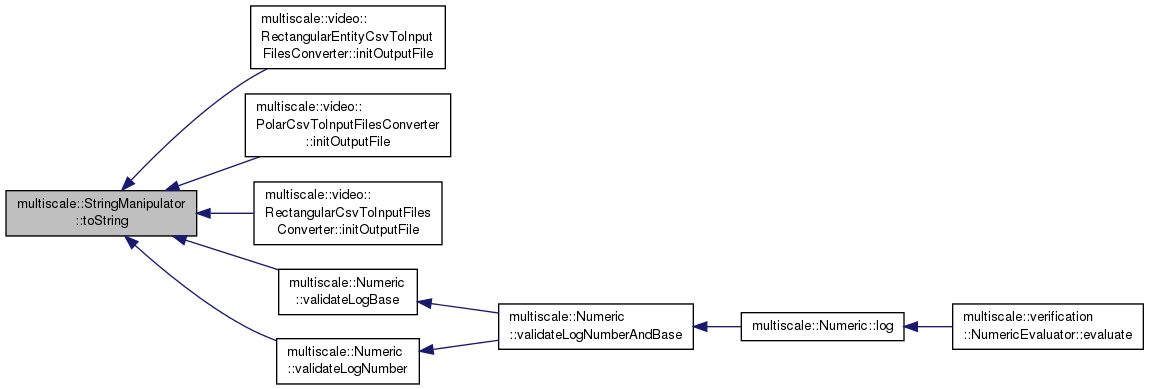 multiscale::video::
RectangularEntityCsvToInput
FilesConverter::initOutputFile
multiscale::video::
PolarCsvToInputFilesConverter
::initOutputFile
multiscale::StringManipulator
::toString
multiscale::video::
RectangularCsvToInputFiles
Converter::initOutputFile
multiscale::Numeric
::validateLogBase
multiscale::Numeric
::validateLogNumber
multiscale::Numeric
::validateLogNumberAndBase
multiscale::Numeric::log
multiscale::verification
::NumericEvaluator::evaluate